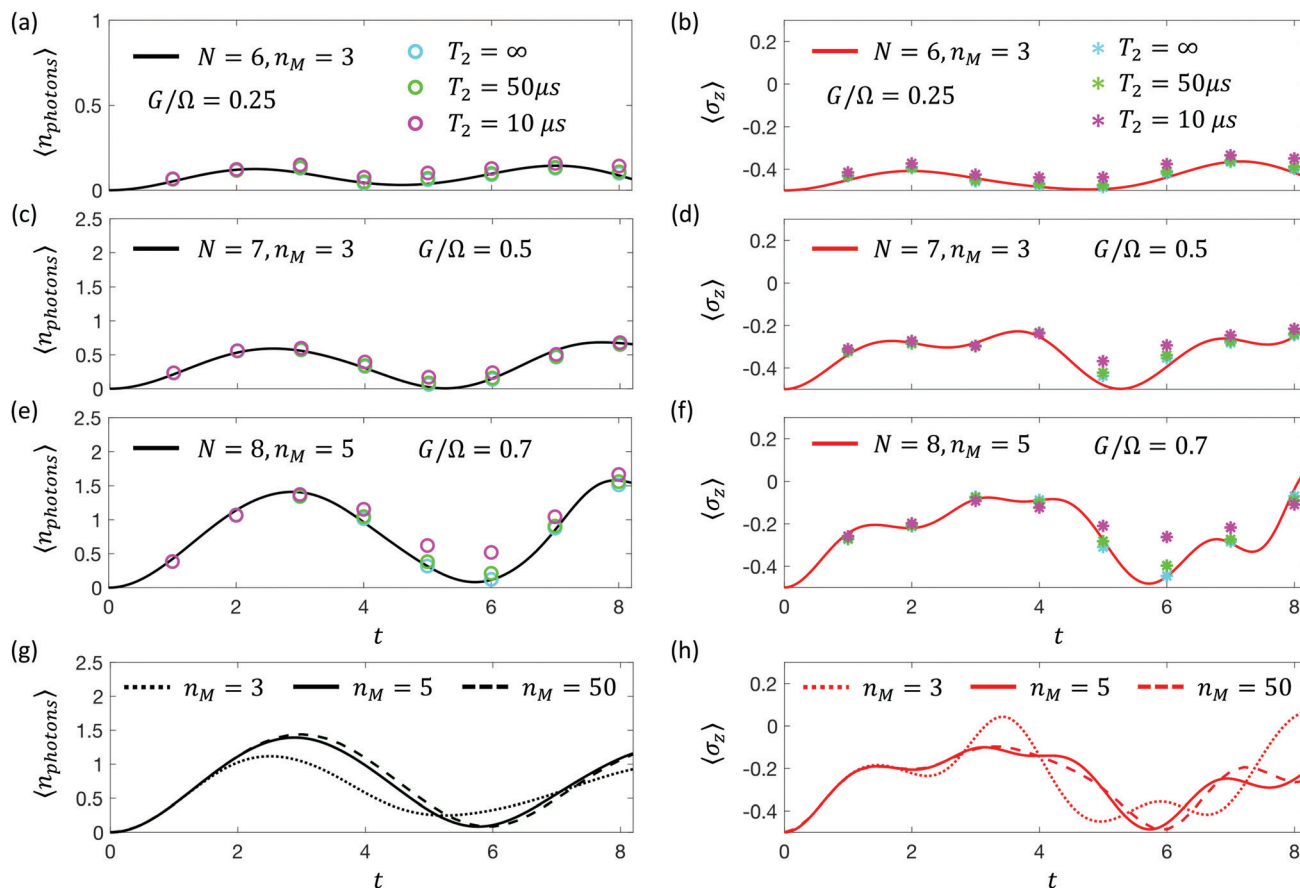 (a)
1
0.5
0
⟨n_photons⟩
N = 6, n_M = 3
G/Ω = 0.25
T_2 = ∞
T_2 = 50μs
T_2 = 10 μs
(b)
0.2
0
-0.2
-0.4
⟨σ_z⟩
N = 6, n_M = 3
G/Ω = 0.25
T_2 = ∞
T_2 = 50μs
T_2 = 10 μs
(c)
2.5
2
1.5
1
0.5
0
⟨n_photons⟩
N = 7, n_M = 3 G/Ω = 0.5
(d)
0.2
0
-0.2
-0.4
⟨σ_z⟩
N = 7, n_M = 3 G/Ω = 0.5
(e)
2.5
2
1.5
1
0.5
0
⟨n_photons⟩
N = 8, n_M = 5 G/Ω = 0.7
0 2 4 6 8
t
(f)
0.2
0
-0.2
-0.4
⟨σ_z⟩
N = 8, n_M = 5 G/Ω = 0.7
0 2 4 6 8
t
(g)
2.5
2
1.5
1
0.5
0
⟨n_photons⟩
n_M = 3 n_M = 5 n_M = 50
0 2 4 6 8
t
(h)
0.2
0
-0.2
-0.4
⟨σ_z⟩
n_M = 3 n_M = 5 n_M = 50
0 2 4 6 8
t